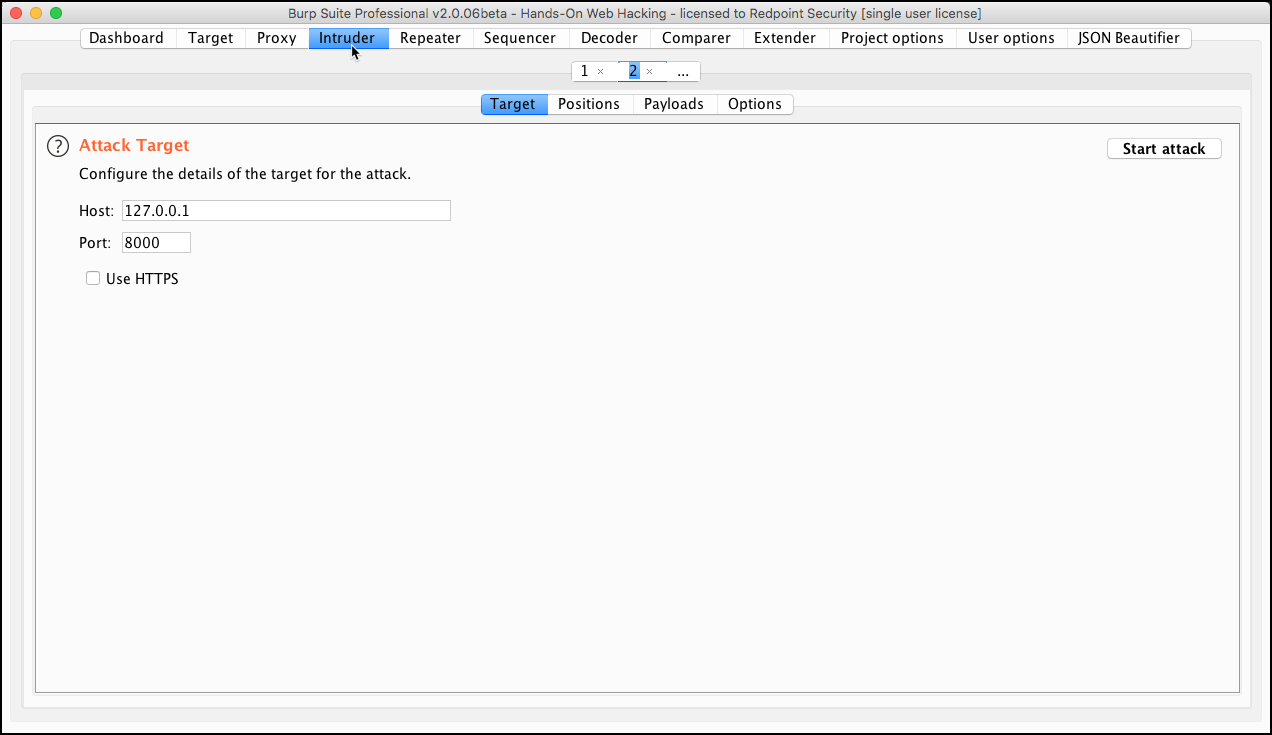 Burp Suite Professional v2.0.06beta - Hands-On Web Hacking - licensed to Redpoint Security [single user license]
Dashboard Target Proxy Intruder Repeater Sequencer Decoder Comparer Extender Project options User options JSON Beautifier
1 × 2 × ...
Target Positions Payloads Options
? Attack Target Start attack
Configure the details of the target for the attack.
Host: 127.0.0.1
Port: 8000
Use HTTPS